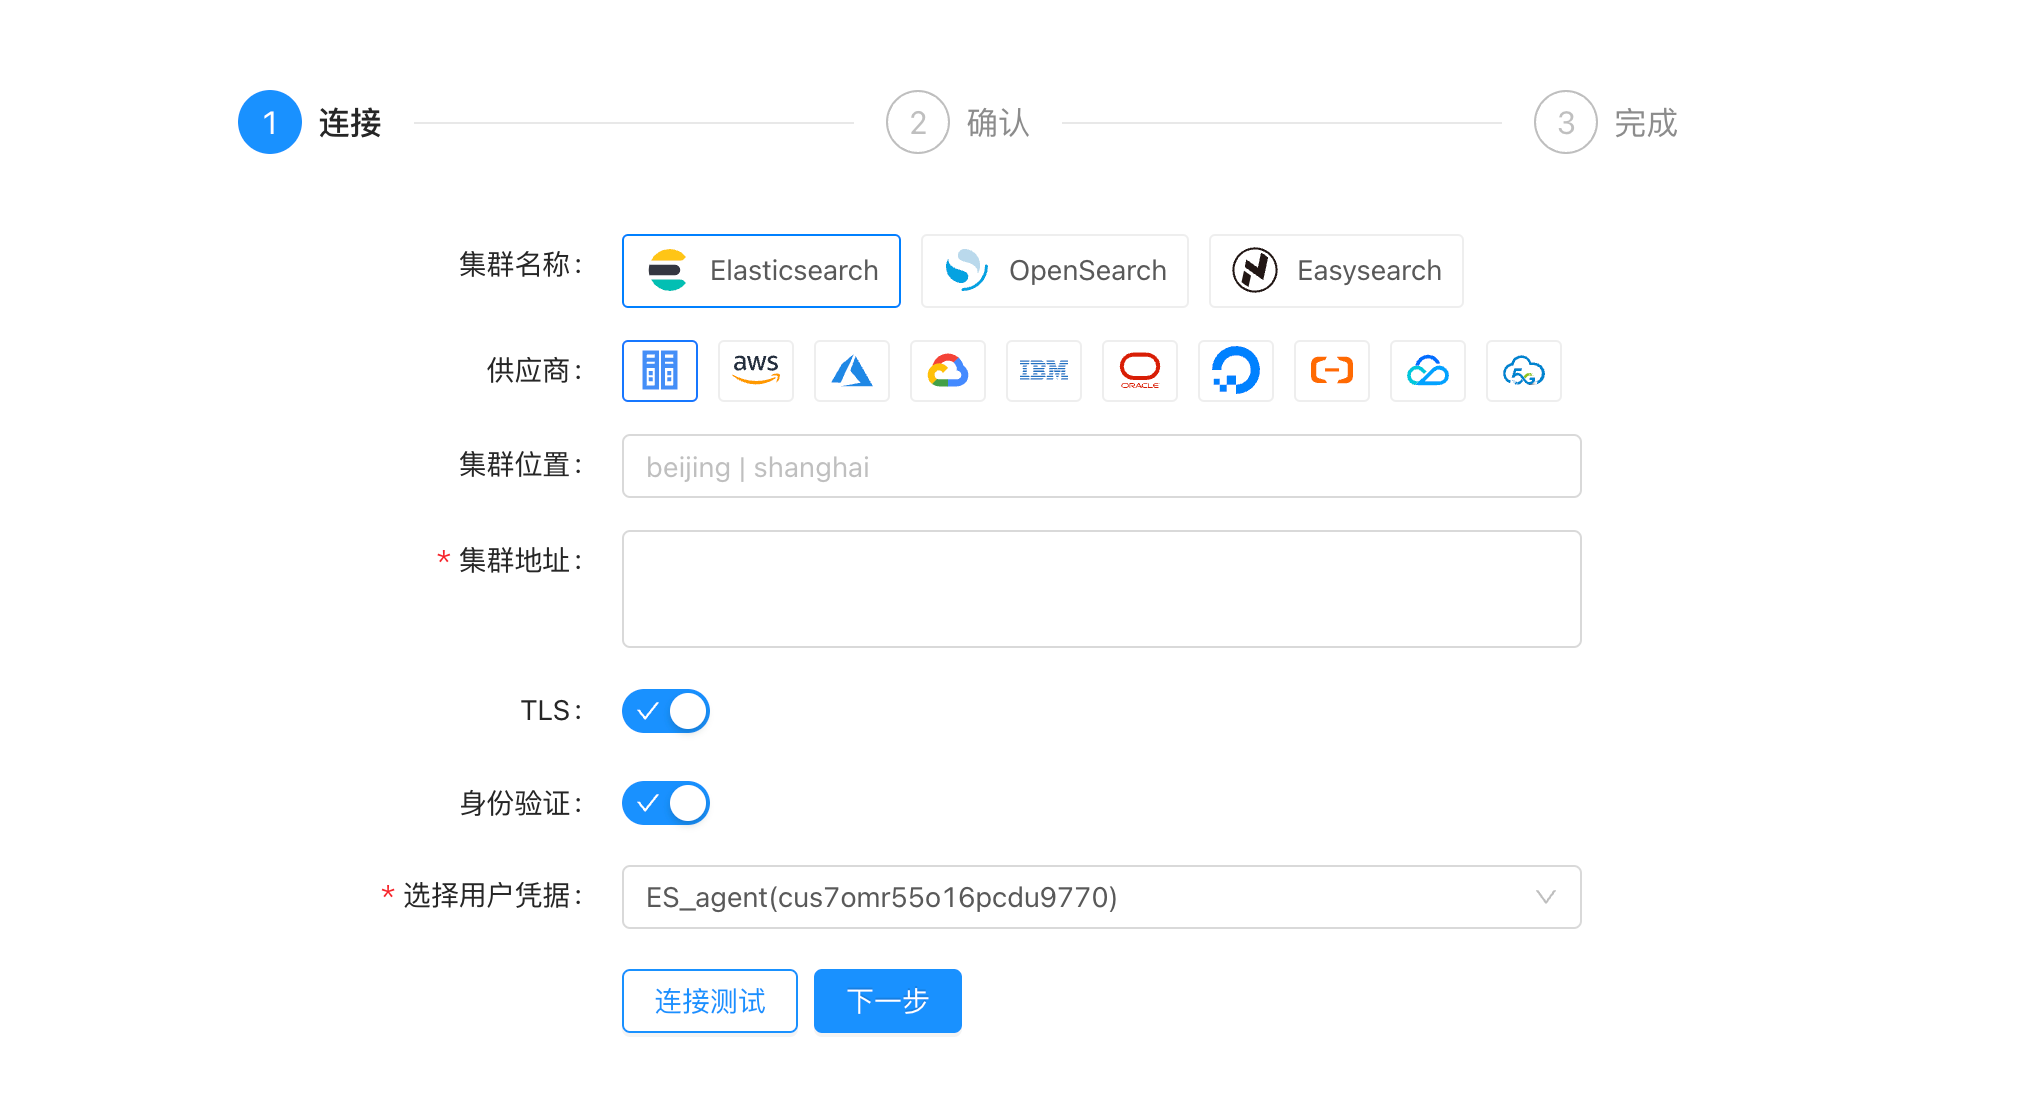 1 连接 2 确认 3 完成
集群名称： Elasticsearch OpenSearch Easysearch
供应商： aws IBM ORACLE 5G
集群位置： beijing | shanghai
* 集群地址：
TLS：
身份验证：
* 选择用户凭据： ES_agent(cus7omr55o16pcdu9770)
连接测试 下一步